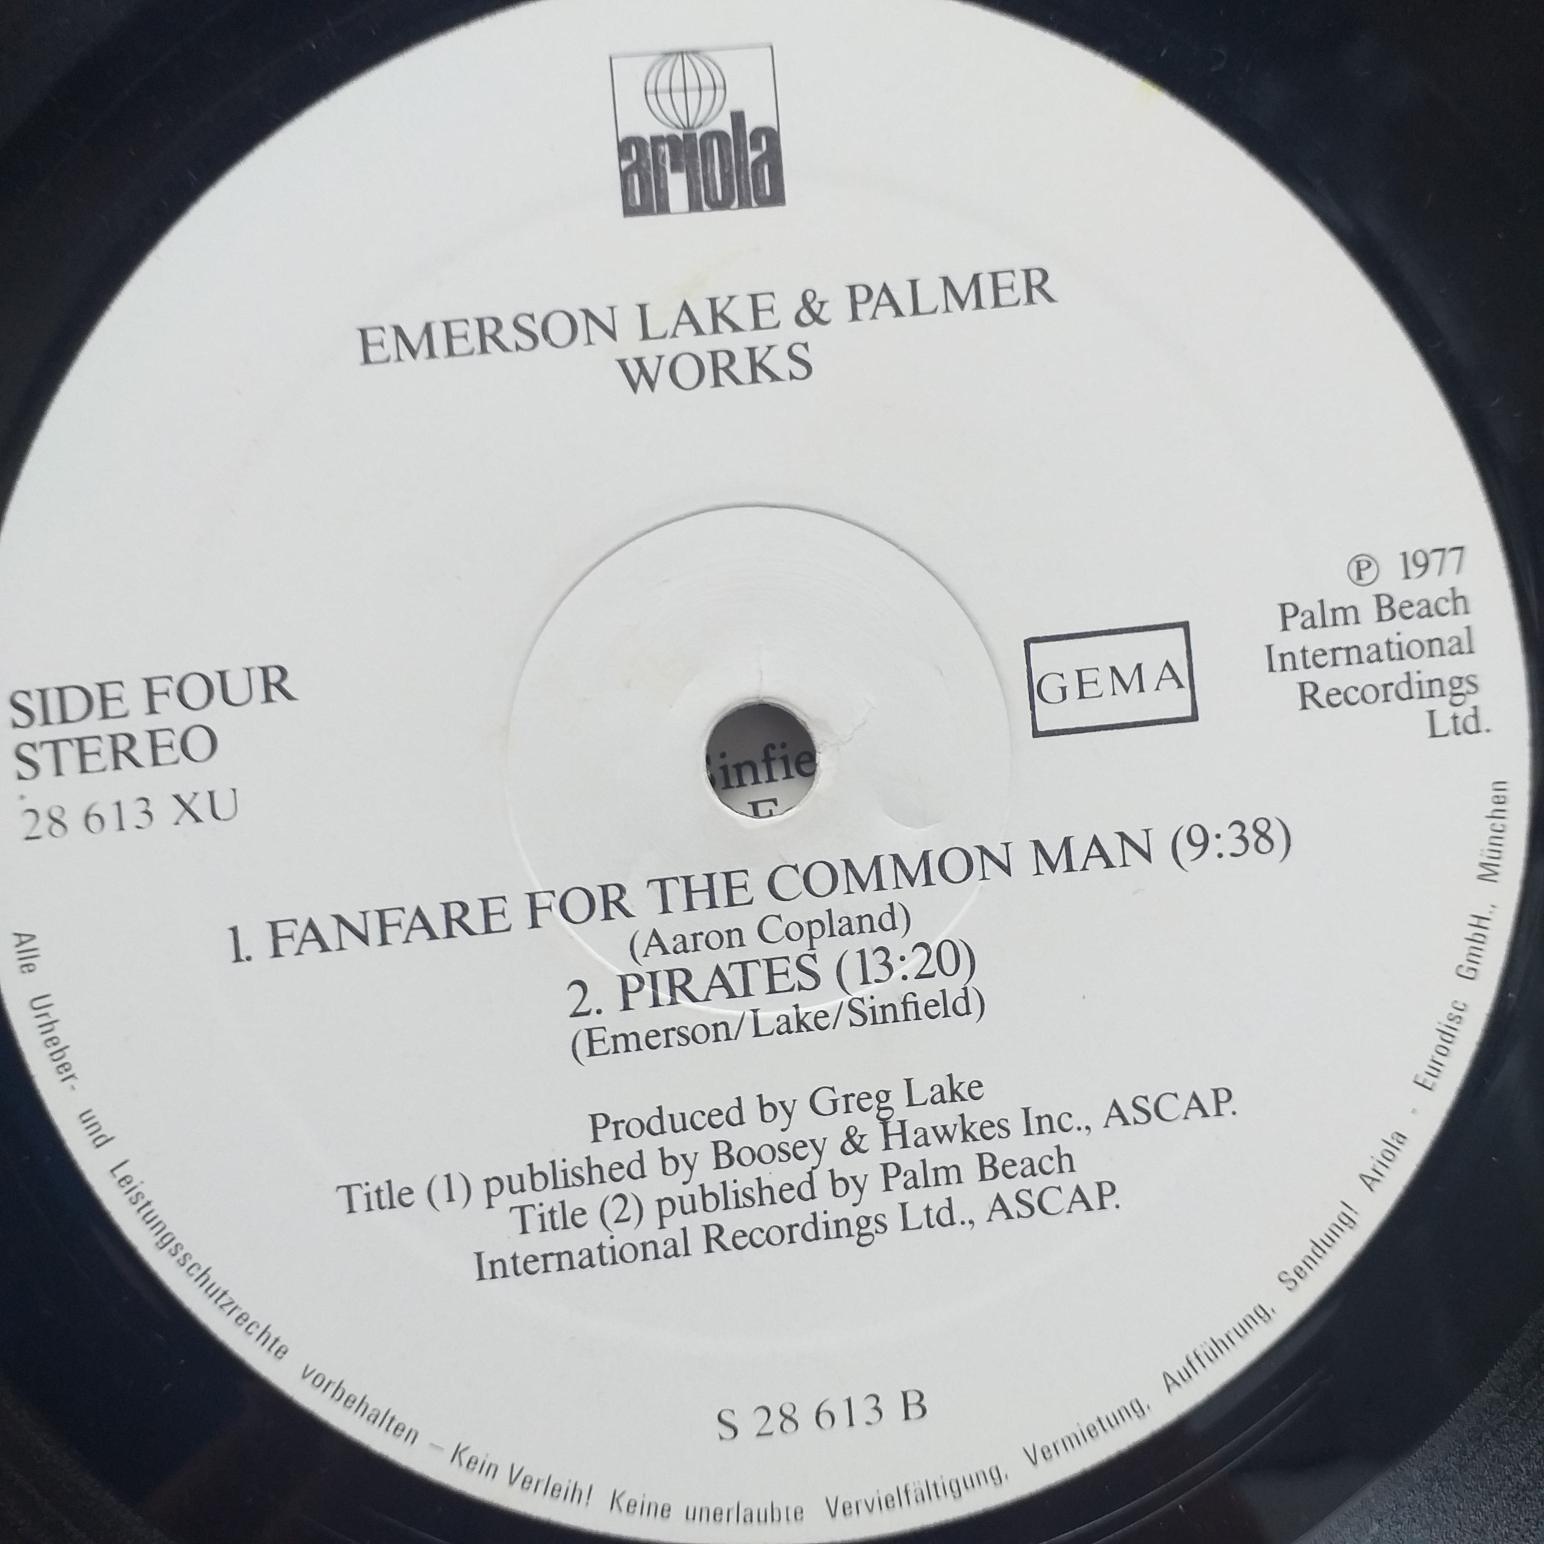 ariola
EMERSON LAKE & PALMER
WORKS
SIDE FOUR
STEREO
28 613 XU
GEMA
℗ 1977
Palm Beach
International
Recordings
Ltd.
infie
1. FANFARE FOR THE COMMON MAN (9:38)
(Aaron Copland)
2. PIRATES (13:20)
(Emerson/Lake/Sinfield)
Produced by Greg Lake
Title (1) published by Boosey & Hawkes Inc., ASCAP.
Title (2) published by Palm Beach
International Recordings Ltd., ASCAP.
S 28 613 B
Alle Urheber- und Leistungsschutzrechte vorbehalten – Kein Verleih! Keine unerlaubte Vervielfältigung, Vermietung, Aufführung, Sendung! Ariola - Eurodisc GmbH., München